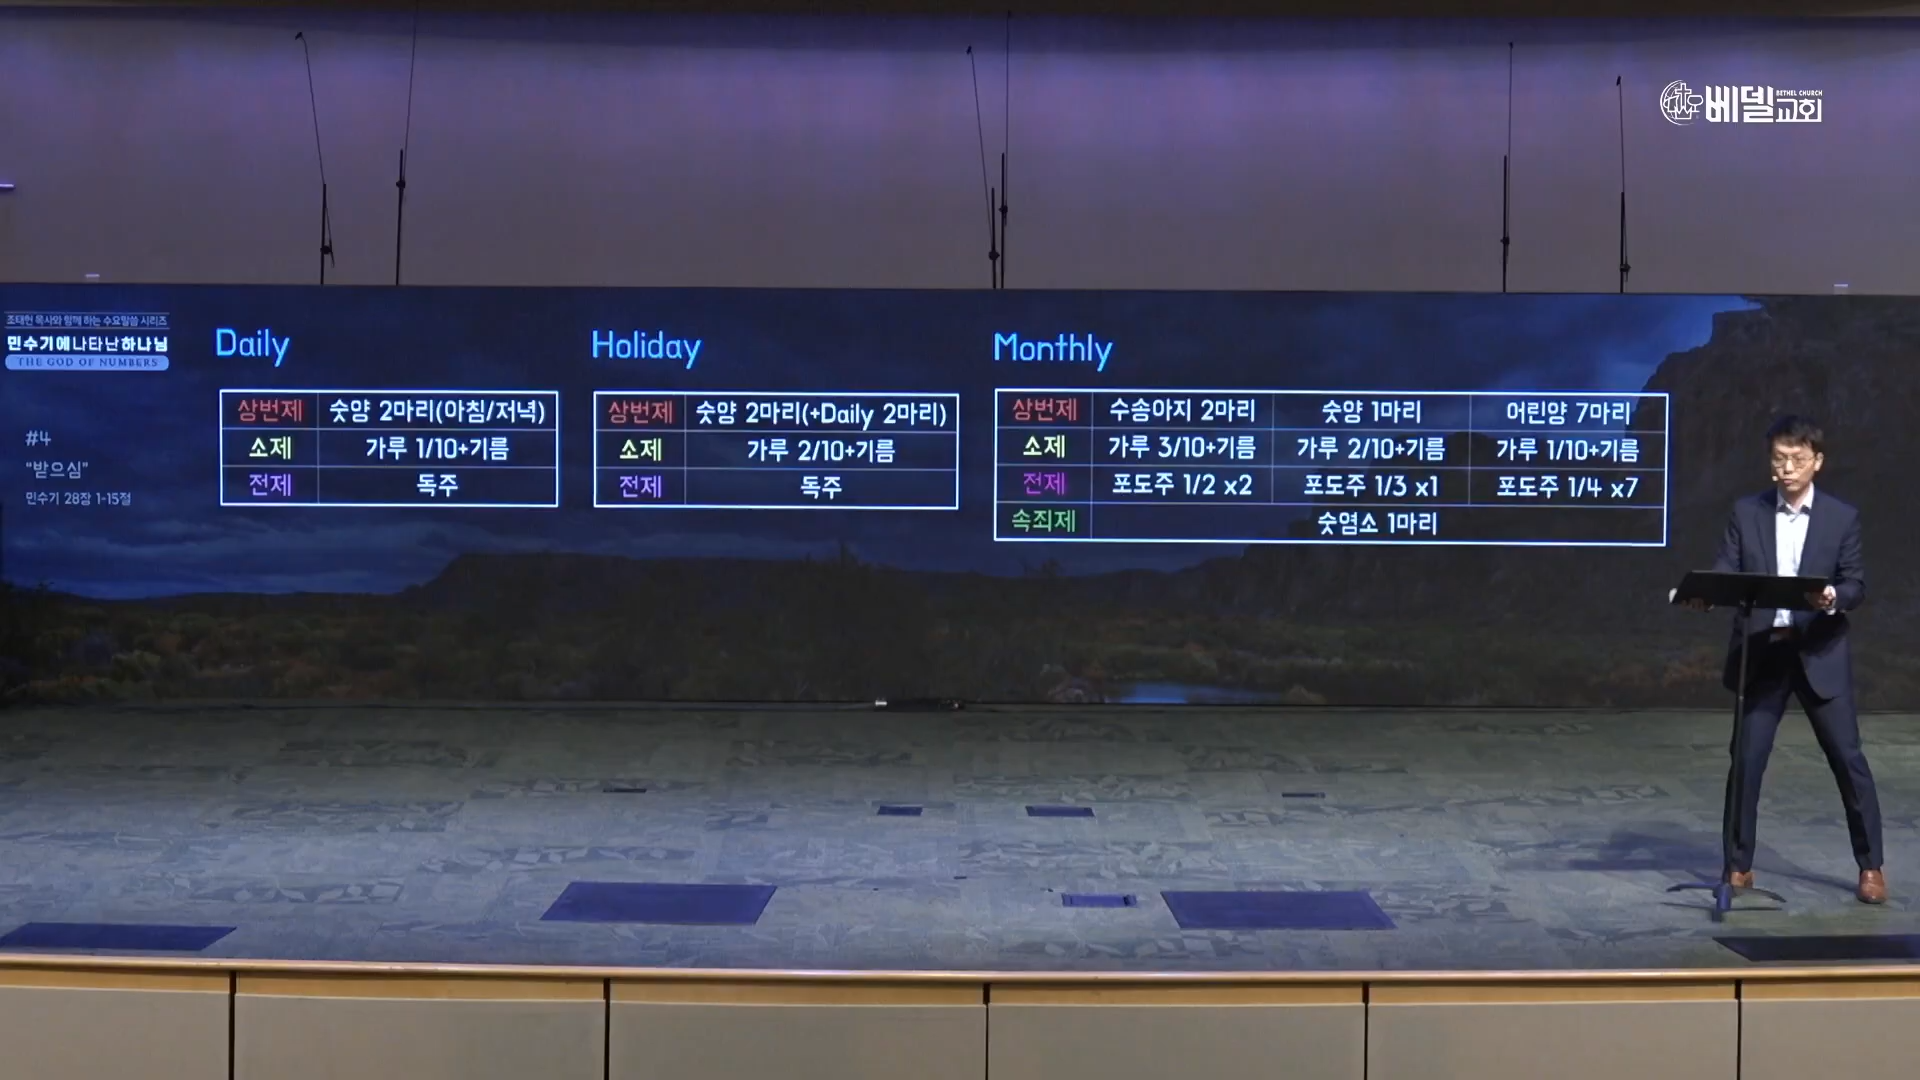 베델교회
BETHEL CHURCH
조태현 목사와 함께 하는 수요말씀 시리즈
민수기에나타난하나님
THE GOD OF NUMBERS
#4
“받으심”
민수기 28장 1-15절
Daily
상번제 숫양 2마리(아침/저녁)
소제 가루 1/10+기름
전제 독주
Holiday
상번제 숫양 2마리(+Daily 2마리)
소제 가루 2/10+기름
전제 독주
Monthly
상번제 수송아지 2마리 숫양 1마리 어린양 7마리
소제 가루 3/10+기름 가루 2/10+기름 가루 1/10+기름
전제 포도주 1/2 x2 포도주 1/3 x1 포도주 1/4 x7
속죄제 숫염소 1마리